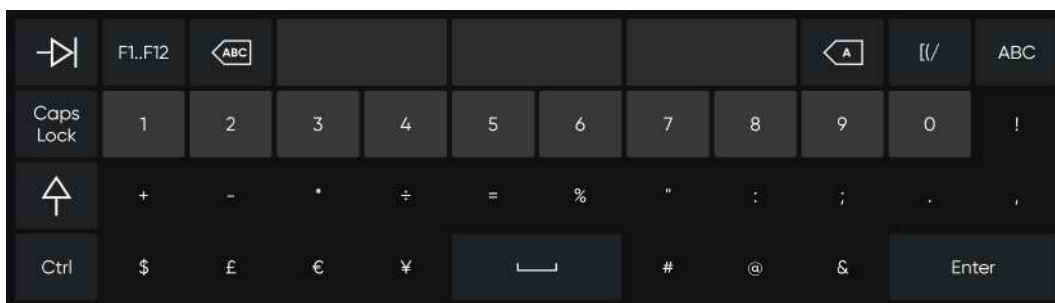 F1..F12 ABC A [(/ ABC
Caps Lock 1 2 3 4 5 6 7 8 9 0 !
+ - * ÷ = % " : ; . ,
Ctrl $ £ € ¥ # @ & Enter